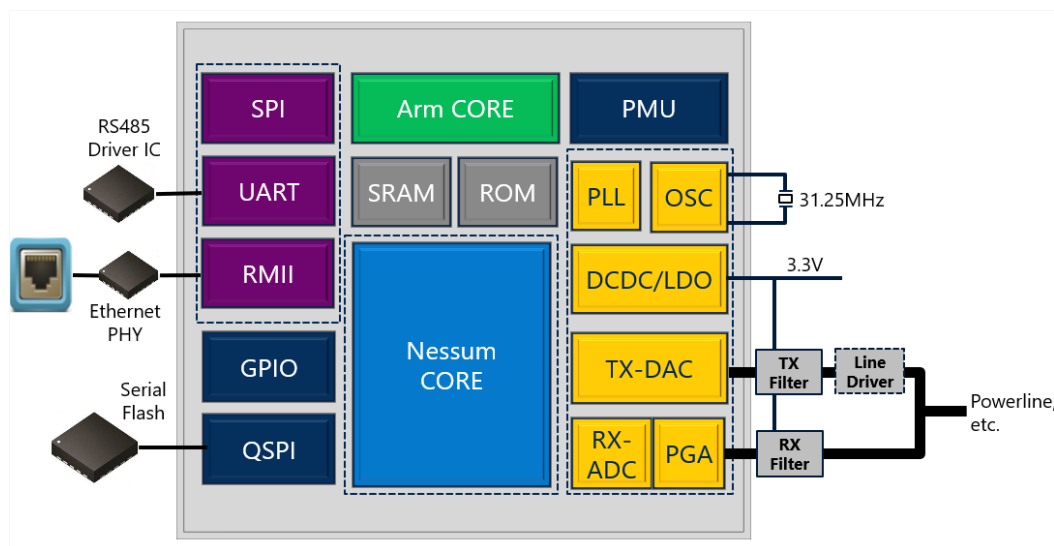 SPI
Arm CORE
PMU
RS485
Driver IC
UART
SRAM
ROM
PLL
OSC
31.25MHz
RMII
Ethernet
PHY
DCDC/LDO
3.3V
Nessum
CORE
GPIO
TX-DAC
TX
Filter
Line
Driver
Serial
Flash
QSPI
RX-
ADC
PGA
RX
Filter
Powerline,
etc.